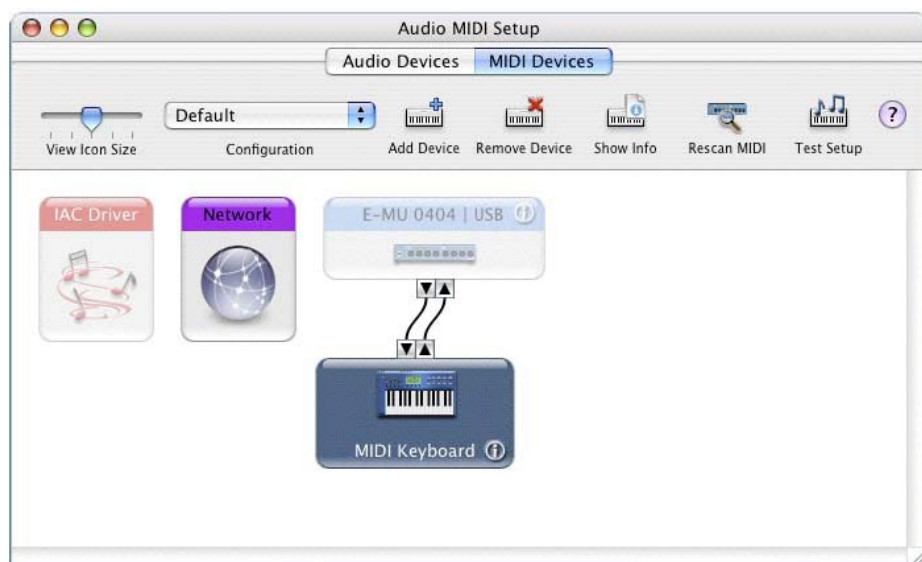 Audio MIDI Setup
Audio Devices MIDI Devices
Default
View Icon Size Configuration Add Device Remove Device Show Info Rescan MIDI Test Setup ?
IAC Driver Network E-MU 0404 | USB i
MIDI Keyboard i